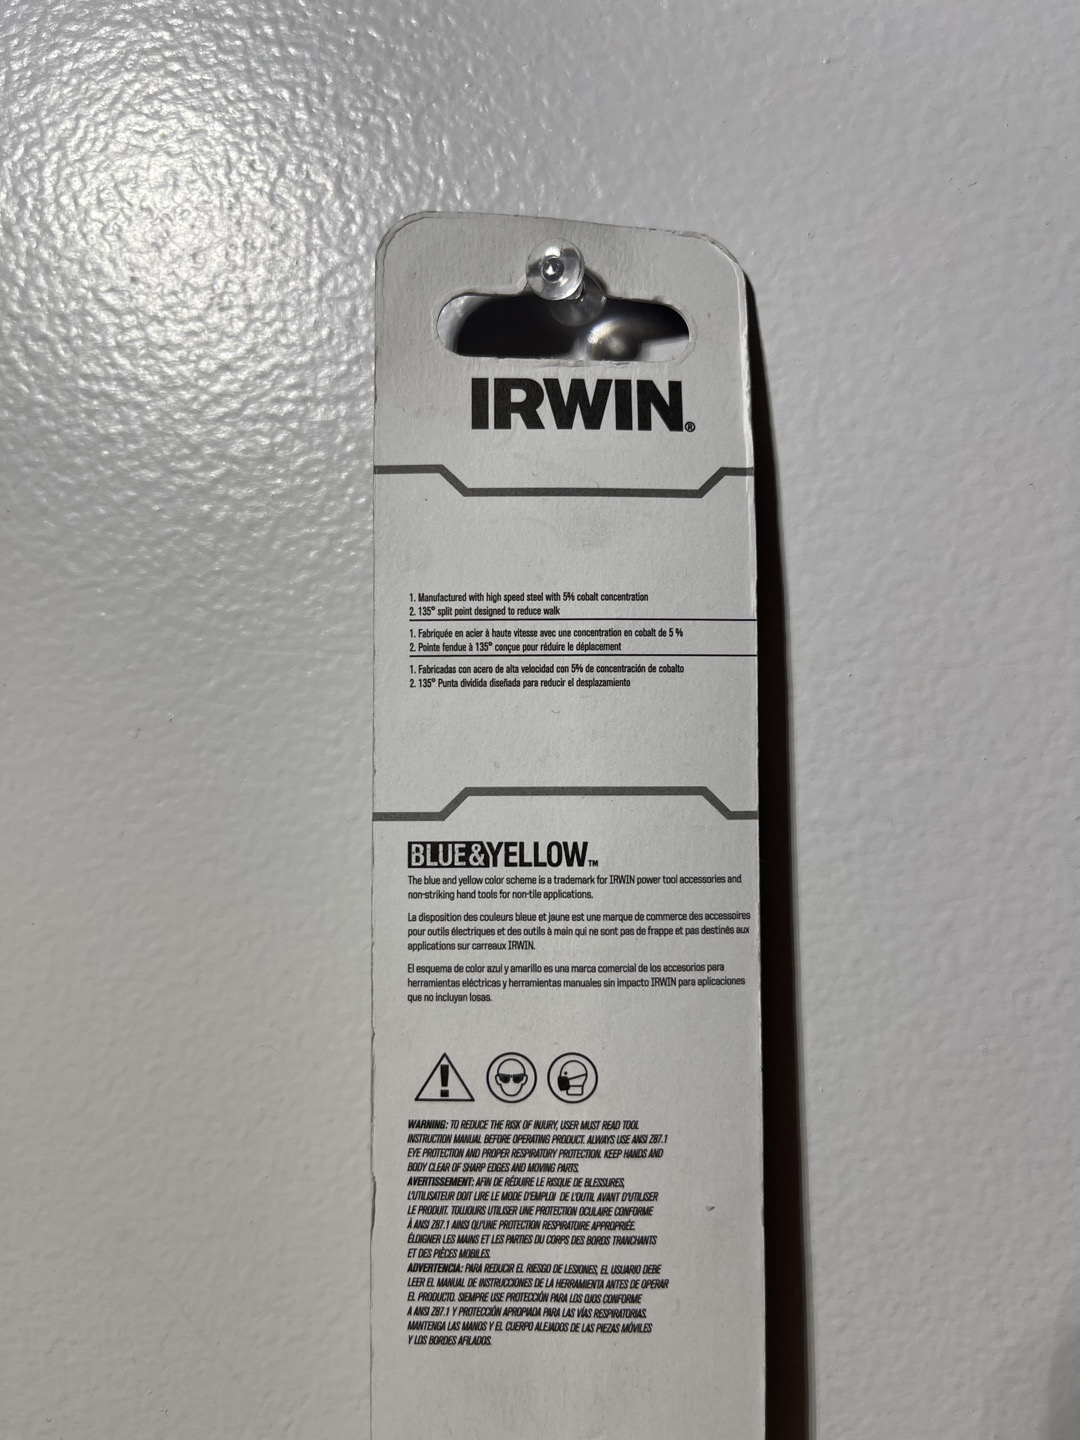 IRWIN®
1. Manufactured with high speed steel with 5% cobalt concentration
2. 135° split point designed to reduce walk
1. Fabriquée en acier à haute vitesse avec une concentration en cobalt de 5 %
2. Pointe fendue à 135° conçue pour réduire le déplacement
1. Fabricadas con acero de alta velocidad con 5% de concentración de cobalto
2. 135° Punta dividida diseñada para reducir el desplazamiento
BLUE&YELLOW™
The blue and yellow color scheme is a trademark for IRWIN power tool accessories and
non-striking hand tools for non-tile applications.
La disposition des couleurs bleue et jaune est une marque de commerce des accessoires
pour outils électriques et des outils à main qui ne sont pas de frappe et pas destinés aux
applications sur carreaux IRWIN.
El esquema de color azul y amarillo es una marca comercial de los accesorios para
herramientas eléctricas y herramientas manuales sin impacto IRWIN para aplicaciones
que no incluyan losas.
WARNING: TO REDUCE THE RISK OF INJURY, USER MUST READ TOOL
INSTRUCTION MANUAL BEFORE OPERATING PRODUCT. ALWAYS USE ANSI Z87.1
EYE PROTECTION AND PROPER RESPIRATORY PROTECTION. KEEP HANDS AND
BODY CLEAR OF SHARP EDGES AND MOVING PARTS.
AVERTISSEMENT: AFIN DE RÉDUIRE LE RISQUE DE BLESSURES,
L'UTILISATEUR DOIT LIRE LE MODE D'EMPLOI DE L'OUTIL AVANT D'UTILISER
LE PRODUIT. TOUJOURS UTILISER UNE PROTECTION OCULAIRE CONFORME
À ANSI Z87.1 AINSI QU'UNE PROTECTION RESPIRATOIRE APPROPRIÉE.
ÉLOIGNER LES MAINS ET LES PARTIES DU CORPS DES BORDS TRANCHANTS
ET DES PIÈCES MOBILES.
ADVERTENCIA: PARA REDUCIR EL RIESGO DE LESIONES, EL USUARIO DEBE
LEER EL MANUAL DE INSTRUCCIONES DE LA HERRAMIENTA ANTES DE OPERAR
EL PRODUCTO. SIEMPRE USE PROTECCIÓN PARA LOS OJOS CONFORME
A ANSI Z87.1 Y PROTECCIÓN APROPIADA PARA LAS VÍAS RESPIRATORIAS.
MANTENGA LAS MANOS Y EL CUERPO ALEJADOS DE LAS PIEZAS MÓVILES
Y LOS BORDES AFILADOS.